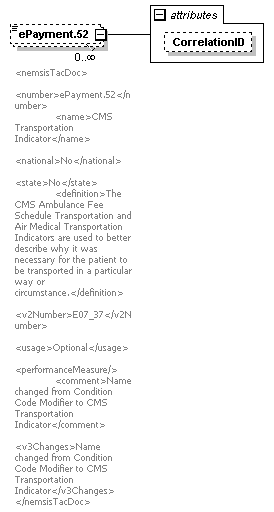 attributes
ePayment.52
CorrelationID
0..∞
<nemsisTacDoc>
<number>ePayment.52</n
umber>
<name>CMS
Transportation
Indicator</name>
<national>No</national>
<state>No</state>
<definition>The
CMS Ambulance Fee
Schedule Transportation and
Air Medical Transportation
Indicators are used to better
describe why it was
necessary for the patient to
be transported in a particular
way or
circumstance.</definition>
<v2Number>E07_37</v2N
umber>
<usage>Optional</usage>
<performanceMeasure/>
<comment>Name
changed from Condition
Code Modifier to CMS
Transportation
Indicator</comment>
<v3Changes>Name
changed from Condition
Code Modifier to CMS
Transportation
Indicator</v3Changes>
</nemsisTacDoc>